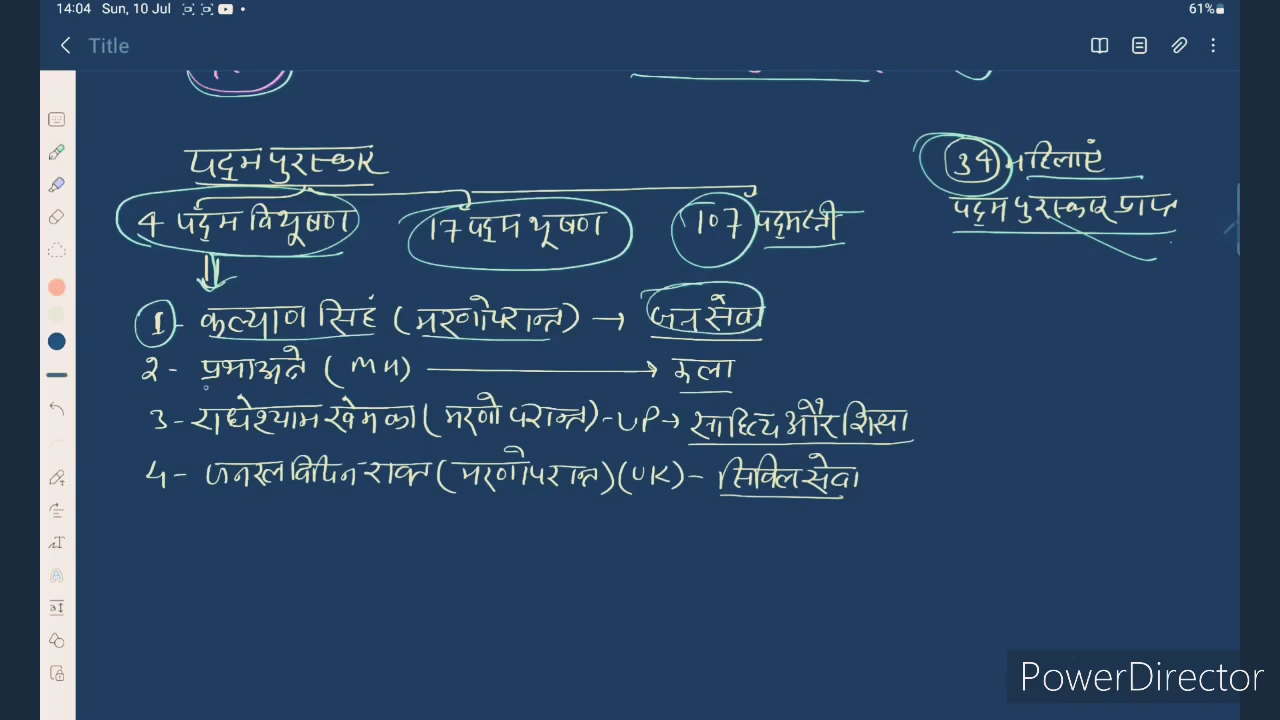 14:04 Sun, 10 Jul
61%
Title
पद्म पुरस्कार
34 महिलाएं
पद्म पुरस्कार प्राप्त
4 पद्म विभूषण 17 पद्म भूषण 107 पद्मश्री
1- कल्याण सिहं (मरणोपरान्त) → जन सेवा
2- प्रभाअत्रे (MH) → कला
3- राधेश्याम खेमका (मरणोपरान्त) - UP → साहित्य और शिक्षा
4- जनरल विपिन रावत (मरणोपरान्त) (UK) - सिविल सेवा
PowerDirector